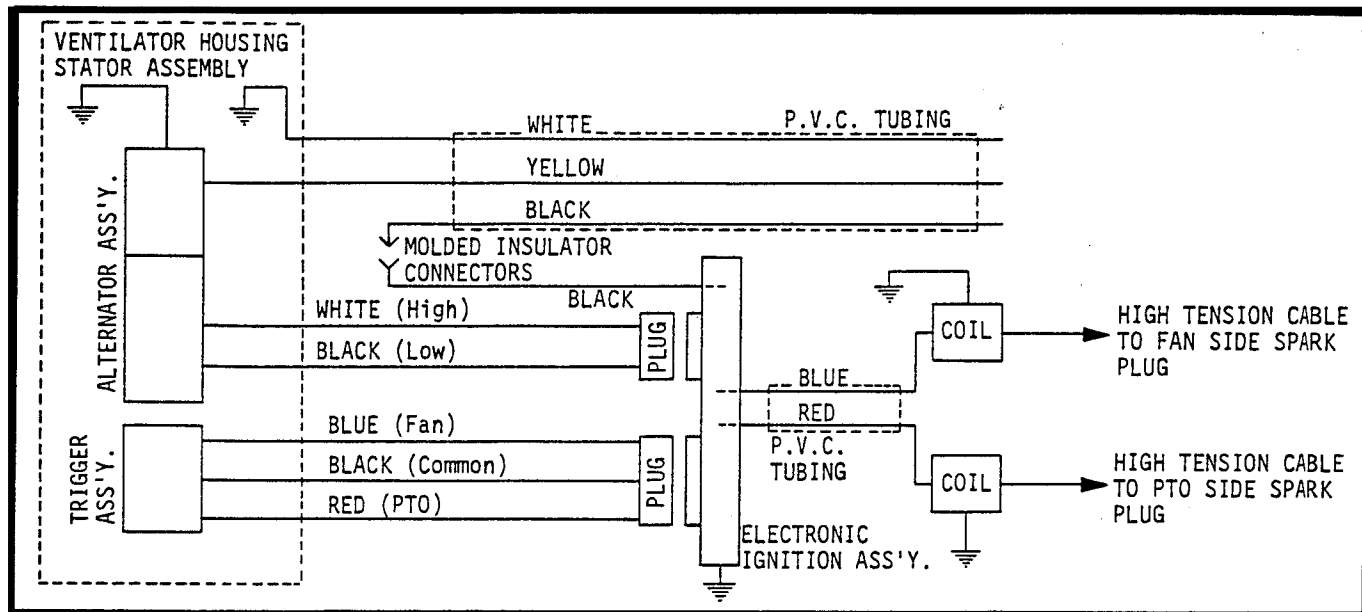 VENTILATOR HOUSING
STATOR ASSEMBLY
WHITE
P.V.C. TUBING
YELLOW
BLACK
MOLDED INSULATOR
CONNECTORS
BLACK
ALTERNATOR ASS'Y.
WHITE (High)
BLACK (Low)
PLUG
COIL
HIGH TENSION CABLE
TO FAN SIDE SPARK
PLUG
BLUE
RED
P.V.C.
TUBING
TRIGGER
ASS'Y.
BLUE (Fan)
BLACK (Common)
RED (PTO)
PLUG
COIL
HIGH TENSION CABLE
TO PTO SIDE SPARK
PLUG
ELECTRONIC
IGNITION ASS'Y.